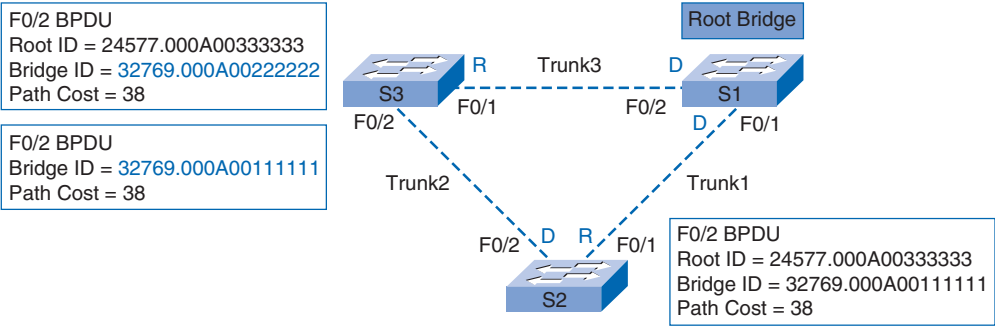 F0/2 BPDU
Root ID = 24577.000A00333333
Bridge ID = 32769.000A00222222
Path Cost = 38
F0/2 BPDU
Bridge ID = 32769.000A00111111
Path Cost = 38
Root Bridge
R
Trunk3
D
S3
S1
F0/1
F0/2
F0/2
D
F0/1
Trunk2
Trunk1
F0/2
D
R
F0/1
S2
F0/2 BPDU
Root ID = 24577.000A00333333
Bridge ID = 32769.000A00111111
Path Cost = 38